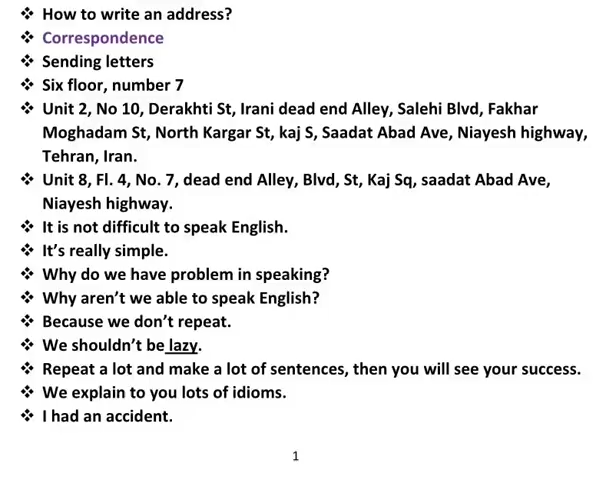 ❖ How to write an address?
❖ Correspondence
❖ Sending letters
❖ Six floor, number 7
❖ Unit 2, No 10, Derakhti St, Irani dead end Alley, Salehi Blvd, Fakhar
Moghadam St, North Kargar St, kaj S, Saadat Abad Ave, Niayesh highway,
Tehran, Iran.
❖ Unit 8, Fl. 4, No. 7, dead end Alley, Blvd, St, Kaj Sq, saadat Abad Ave,
Niayesh highway.
❖ It is not difficult to speak English.
❖ It’s really simple.
❖ Why do we have problem in speaking?
❖ Why aren’t we able to speak English?
❖ Because we don’t repeat.
❖ We shouldn’t be lazy.
❖ Repeat a lot and make a lot of sentences, then you will see your success.
❖ We explain to you lots of idioms.
❖ I had an accident.
1